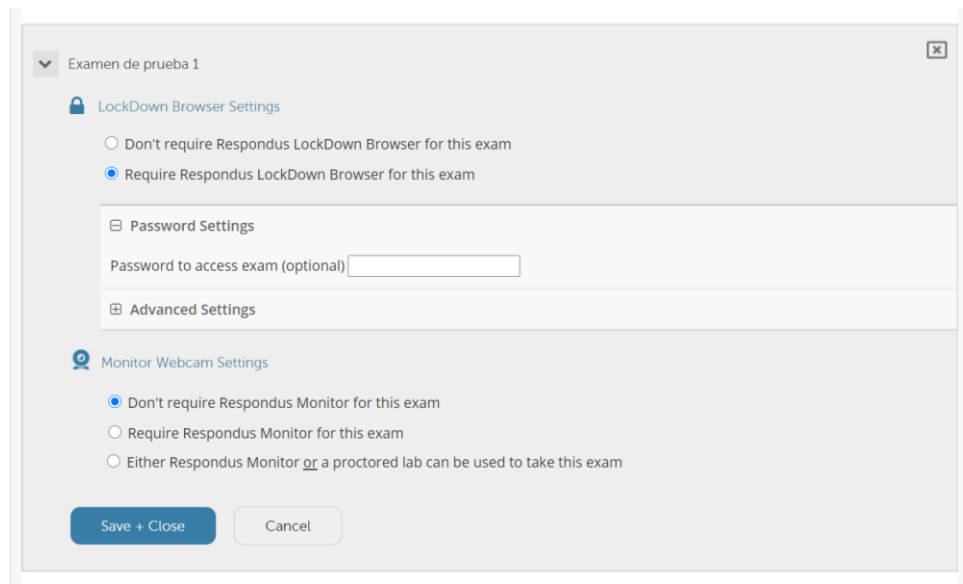 Examen de prueba 1
LockDown Browser Settings
Don't require Respondus LockDown Browser for this exam
Require Respondus LockDown Browser for this exam
Password Settings
Password to access exam (optional)
Advanced Settings
Monitor Webcam Settings
Don't require Respondus Monitor for this exam
Require Respondus Monitor for this exam
Either Respondus Monitor or a proctored lab can be used to take this exam
Save + Close Cancel